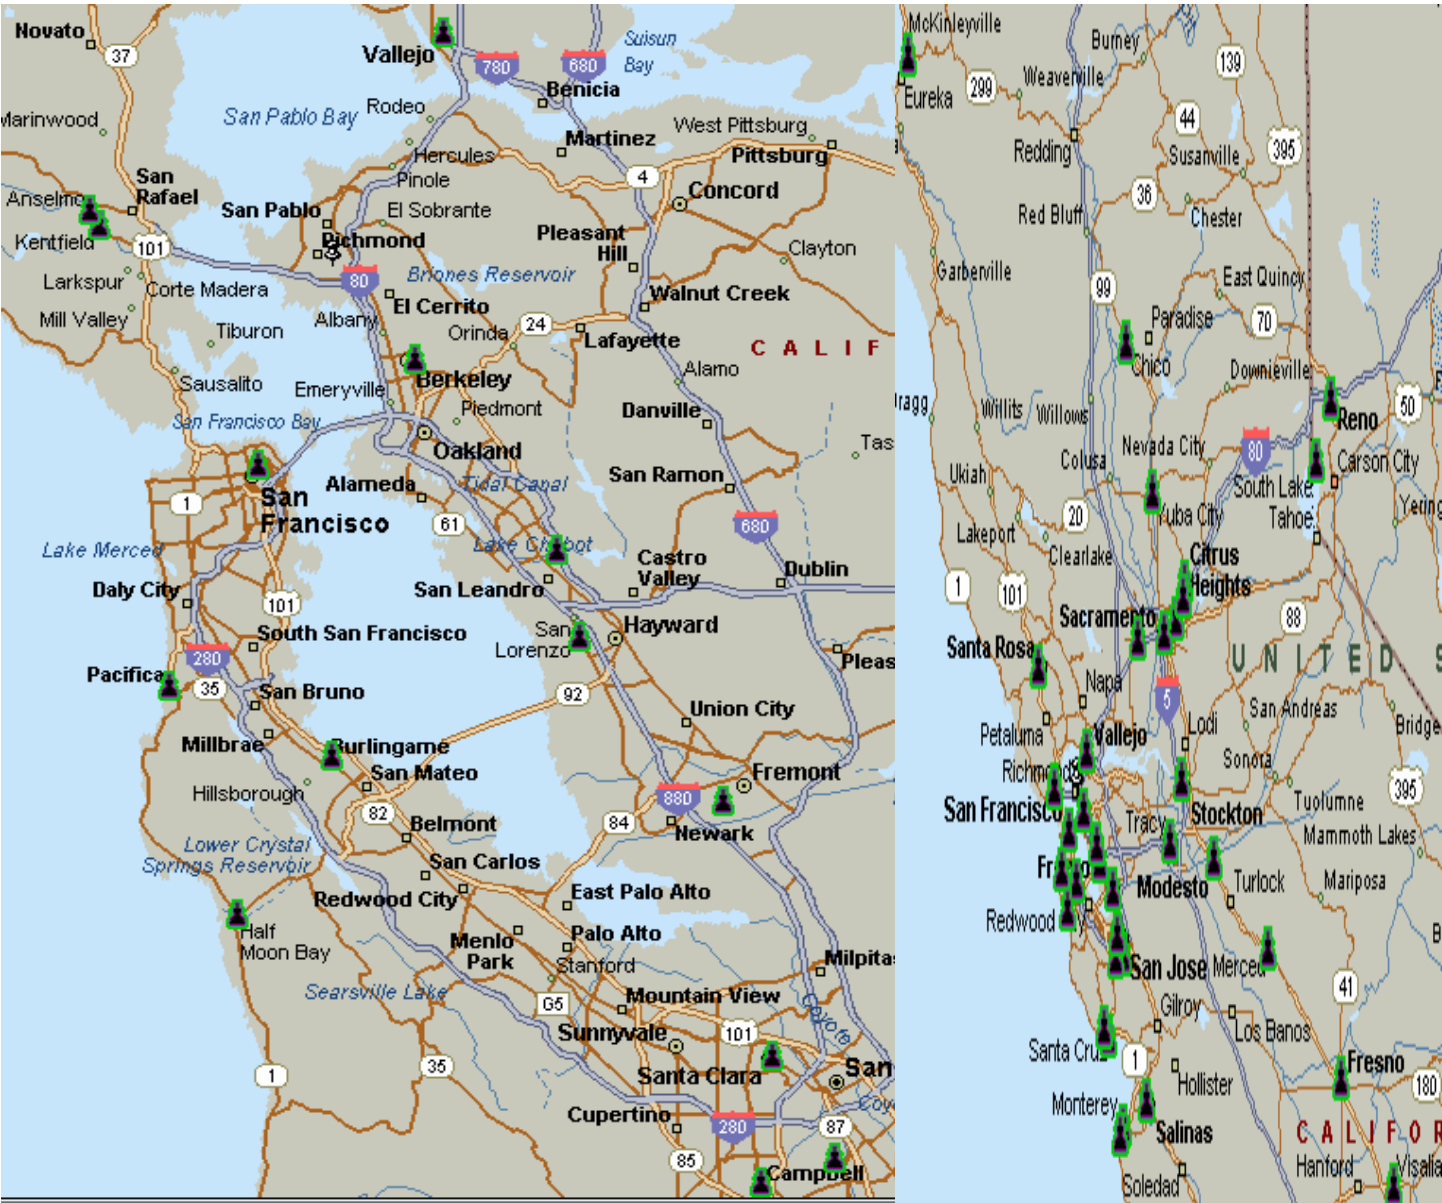 Novato
37
Vallejo
780
680
Suisun
Bay
Benicia
San Pablo Bay
Rodeo
Marinwood
Martinez
West Pittsburg
Pittsburg
Hercules
Pinole
4
Concord
San
Rafael
Anselmo
Kentfield
101
San Pablo
El Sobrante
Richmond
Pleasant
Hill
Clayton
Larkspur
Corte Madera
80
Briones Reservoir
Walnut Creek
El Cerrito
Mill Valley
Tiburon
Albany
Orinda
24
Lafayette
CALIF
Sausalito
Emeryville
Berkeley
Alamo
San Francisco Bay
Piedmont
Danville
Oakland
Tas
San Ramon
1
San
Francisco
Alameda
Tidal Canal
61
680
Lake Merced
Lake Chabot
Castro
Valley
Dublin
Daly City
San Leandro
101
South San Francisco
San
Lorenzo
Hayward
280
Pleas
Pacifica
35
San Bruno
92
Union City
Millbrae
Burlingame
San Mateo
Fremont
Hillsborough
82
880
84
Newark
Belmont
Lower Crystal
Springs Reservoir
San Carlos
Redwood City
East Palo Alto
Half
Moon Bay
Menlo
Park
Palo Alto
Stanford
Milpitas
Searsville Lake
G5
Mountain View
Coyote
Sunnyvale
101
1
35
Santa Clara
San
Cupertino
280
87
Coy
85
Campbell
McKinleyville
Burney
139
Weaverville
299
Eureka
44
Redding
Susanville
395
36
Red Bluff
Chester
Garberville
99
East Quincy
Paradise
70
Chico
Downieville
50
Reno
ragg
Willits
Willows
Nevada City
80
Colusa
Carson City
Ukiah
South Lake
Tahoe
Yering
20
Yuba City
Lakeport
Clearlake
Citrus
Heights
1
101
Sacramento
88
Santa Rosa
UNITED S
Napa
5
San Andreas
Petaluma
Vallejo
Lodi
Bridge
Sonora
Richmond
395
Tuolumne
San Francisco
Tracy
Stockton
Mammoth Lakes
Modesto
Turlock
Mariposa
Redwood
San Jose
Merced
41
Gilroy
Los Banos
Santa Cruz
1
Hollister
Fresno
180
Monterey
Salinas
CALIFOR
Hanford
Visalia
Soledad